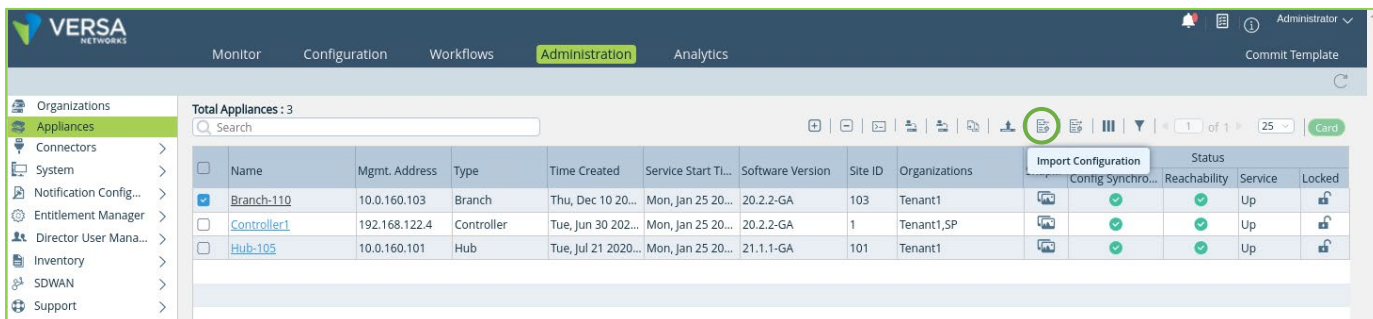 VERSA
NETWORKS
Administrator
Monitor Configuration Workflows Administration Analytics Commit Template
Organizations
Appliances
Connectors
System
Notification Config...
Entitlement Manager
Director User Mana...
Inventory
SDWAN
Support
Total Appliances : 3
Search
1 of 1 25 Card
Import Configuration
Status
Name Mgmt. Address Type Time Created Service Start Ti... Software Version Site ID Organizations Config Synchro... Reachability Service Locked
Branch-110 10.0.160.103 Branch Thu, Dec 10 20... Mon, Jan 25 20... 20.2.2-GA 103 Tenant1 Up
Controller1 192.168.122.4 Controller Tue, Jun 30 202... Mon, Jan 25 20... 20.2.2-GA 1 Tenant1,SP Up
Hub-105 10.0.160.101 Hub Tue, Jul 21 2020... Mon, Jan 25 20... 21.1.1-GA 101 Tenant1 Up